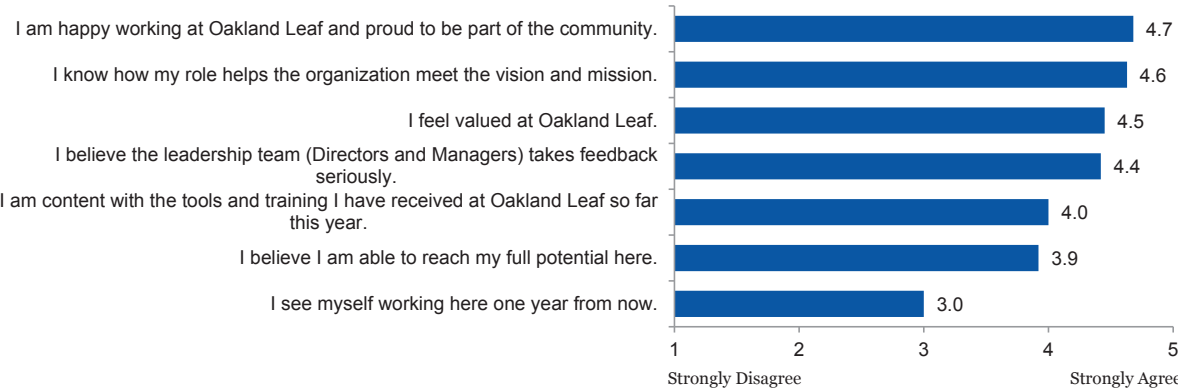 I am happy working at Oakland Leaf and proud to be part of the community.
4.7
I know how my role helps the organization meet the vision and mission.
4.6
I feel valued at Oakland Leaf.
4.5
I believe the leadership team (Directors and Managers) takes feedback
seriously.
4.4
I am content with the tools and training I have received at Oakland Leaf so far
this year.
4.0
I believe I am able to reach my full potential here.
3.9
I see myself working here one year from now.
3.0
1 2 3 4 5
Strongly Disagree Strongly Agree